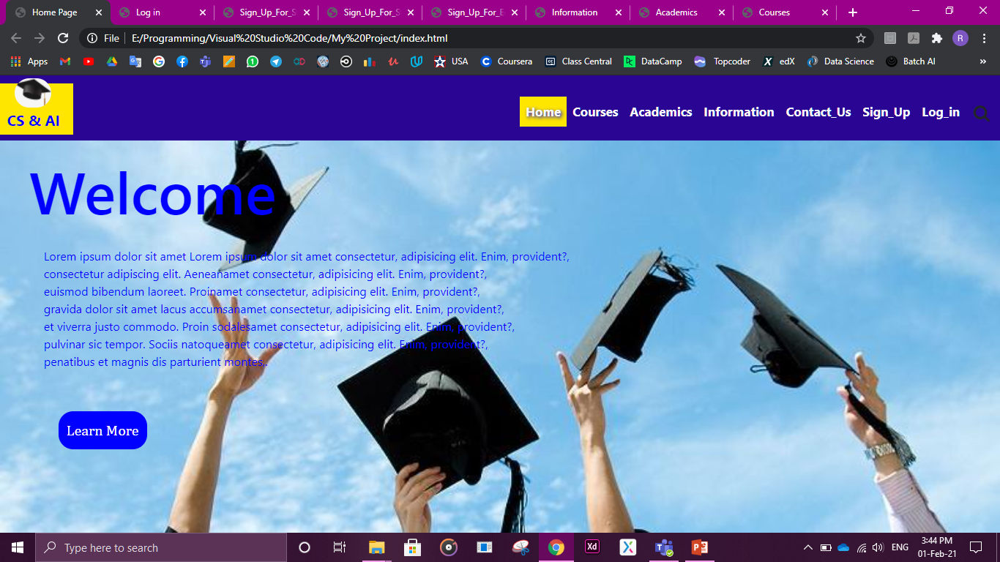 Home Page
Log in
Sign_Up_For_S
Sign_Up_For_S
Sign_Up_For_E
Information
Academics
Courses
File
E:/Programming/Visual%20Studio%20Code/My%20Project/index.html
R
Apps
USA
Coursera
Class Central
DataCamp
Topcoder
edX
Data Science
Batch AI
»
CS & AI
Home Courses Academics Information Contact_Us Sign_Up Log_in
Welcome
Lorem ipsum dolor sit amet Lorem ipsum dolor sit amet consectetur, adipisicing elit. Enim, provident?,
consectetur adipiscing elit. Aeneanamet consectetur, adipisicing elit. Enim, provident?,
euismod bibendum laoreet. Proinamet consectetur, adipisicing elit. Enim, provident?,
gravida dolor sit amet lacus accumsanamet consectetur, adipisicing elit. Enim, provident?,
et viverra justo commodo. Proin sodalesamet consectetur, adipisicing elit. Enim, provident?,
pulvinar sic tempor. Sociis natoqueamet consectetur, adipisicing elit. Enim, provident?,
penatibus et magnis dis parturient montes,.
Learn More
Type here to search
Xd
ENG
3:44 PM
01-Feb-21